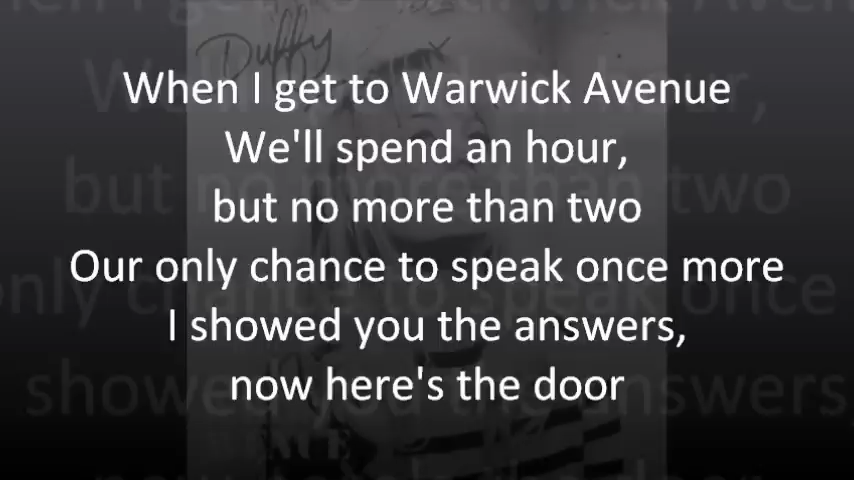 Duffy
When I get to Warwick Avenue
We'll spend an hour,
but no more than two
Our only chance to speak once more
I showed you the answers,
now here's the door